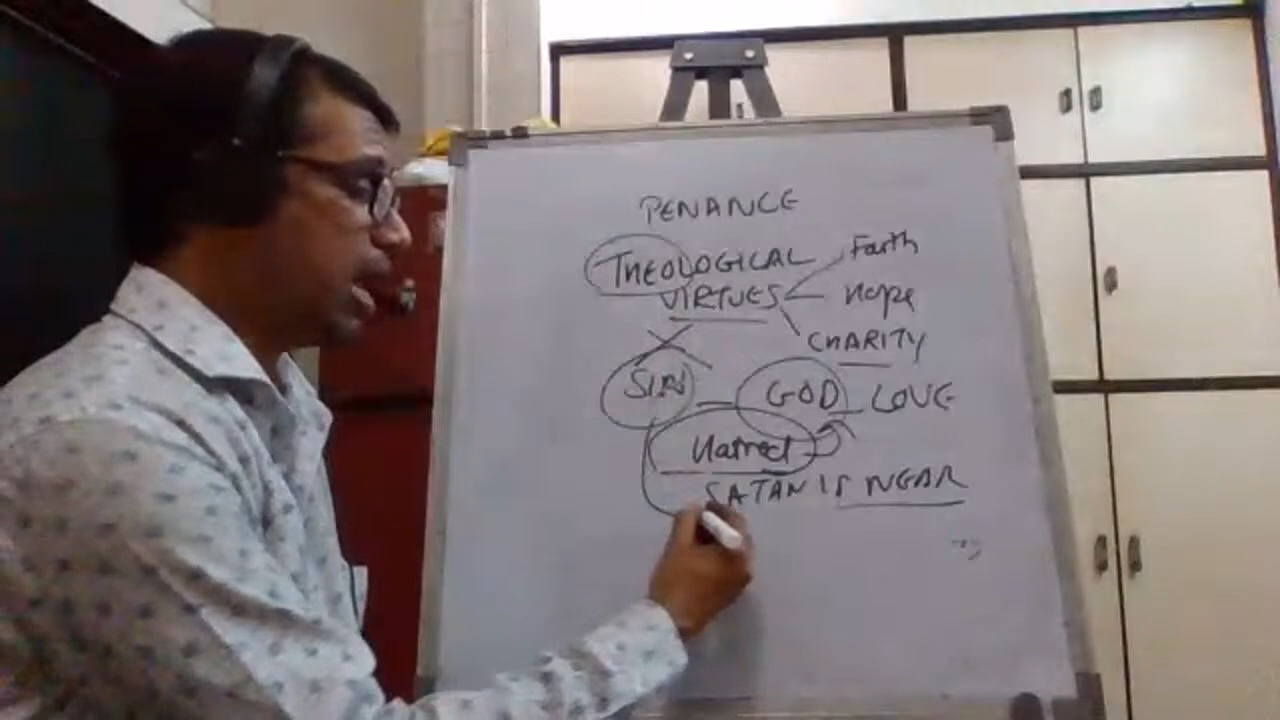 PENANCE
THEOLOGICAL
VIRTUES
Faith
Hope
CHARITY
SIN - GOD - LOVE
Hatred
SATAN IS NEAR